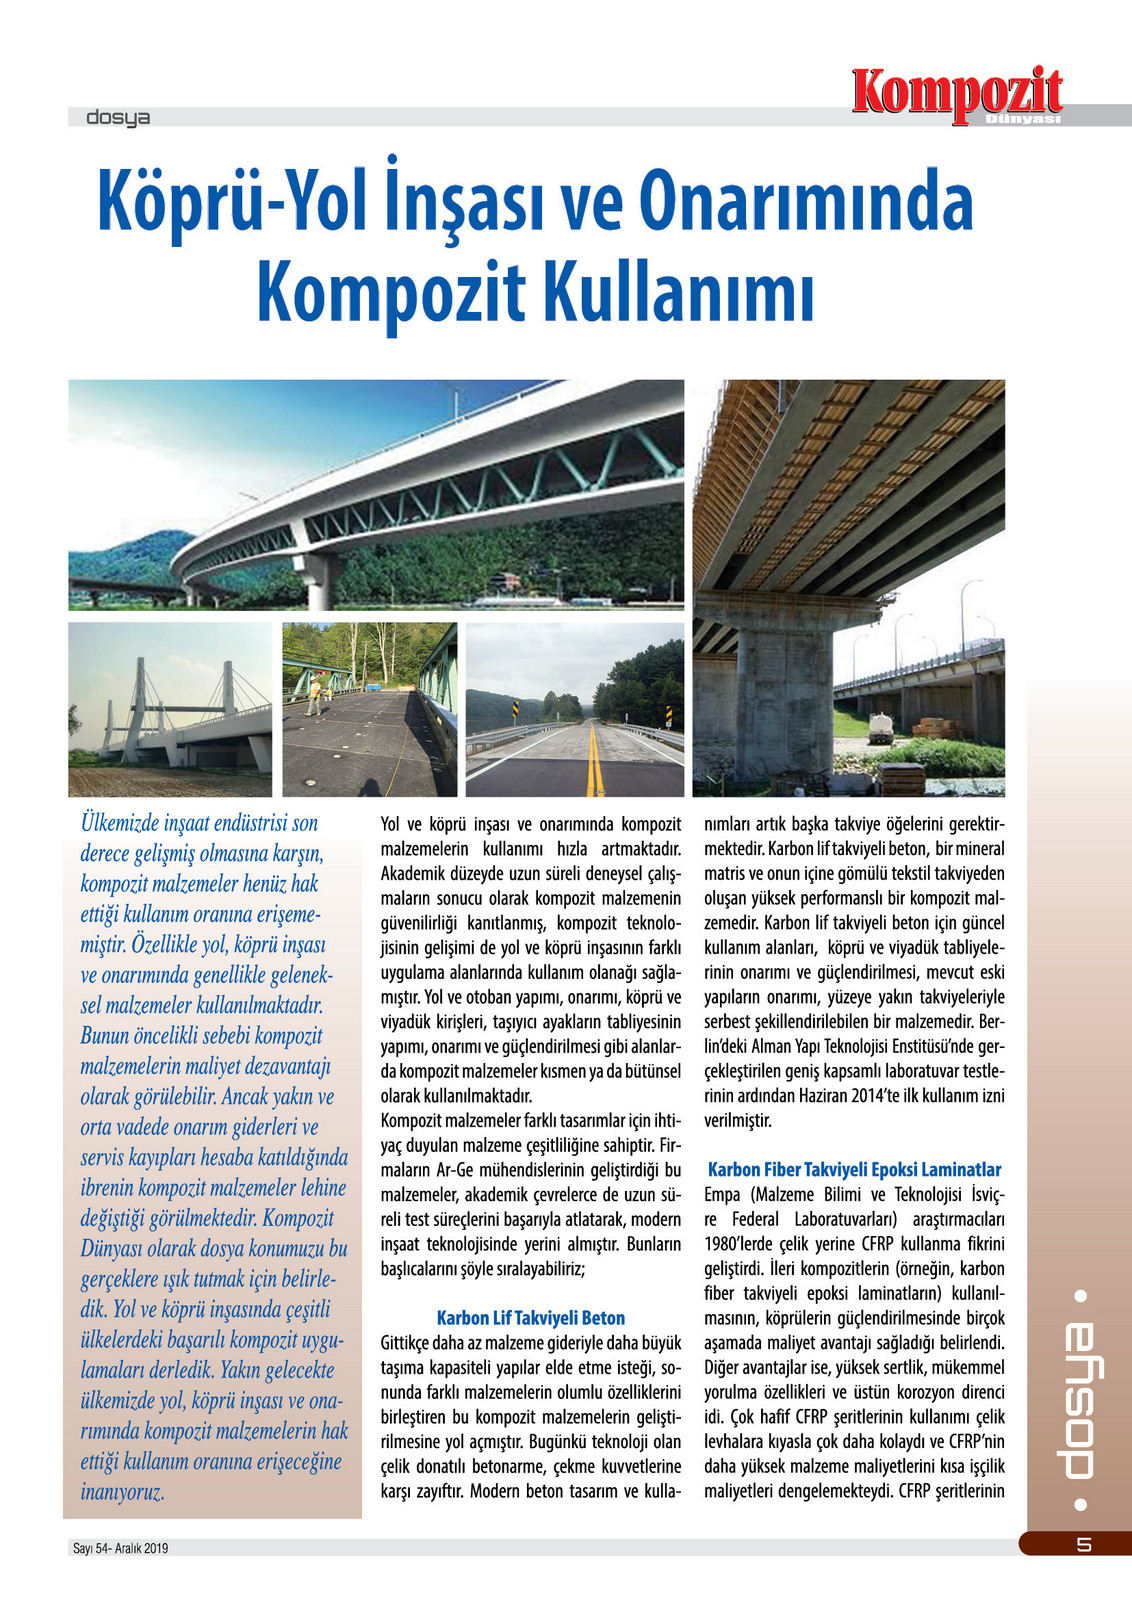 dosya
Kompozit
Dünyası
Köprü-Yol İnşası ve Onarımında
Kompozit Kullanımı
Ülkemizde inşaat endüstrisi son
derece gelişmiş olmasına karşın,
kompozit malzemeler henüz hak
ettiği kullanım oranına erişeme-
miştir. Özellikle yol, köprü inşası
ve onarımında genellikle gelenek-
sel malzemeler kullanılmaktadır.
Bunun öncelikli sebebi kompozit
malzemelerin maliyet dezavantajı
olarak görülebilir. Ancak yakın ve
orta vadede onarım giderleri ve
servis kayıpları hesaba katıldığında
ibrenin kompozit malzemeler lehine
değiştiği görülmektedir. Kompozit
Dünyası olarak dosya konumuzu bu
gerçeklere ışık tutmak için belirle-
dik. Yol ve köprü inşasında çeşitli
ülkelerdeki başarılı kompozit uygu-
lamaları derledik. Yakın gelecekte
ülkemizde yol, köprü inşası ve ona-
rımında kompozit malzemelerin hak
ettiği kullanım oranına erişeceğine
inanıyoruz.
Yol ve köprü inşası ve onarımında kompozit
malzemelerin kullanımı hızla artmaktadır.
Akademik düzeyde uzun süreli deneysel çalış-
maların sonucu olarak kompozit malzemenin
güvenilirliği kanıtlanmış, kompozit teknolo-
jisinin gelişimi de yol ve köprü inşasının farklı
uygulama alanlarında kullanım olanağı sağla-
mıştır. Yol ve otoban yapımı, onarımı, köprü ve
viyadük kirişleri, taşıyıcı ayakların tabliyesinin
yapımı, onarımı ve güçlendirilmesi gibi alanlar-
da kompozit malzemeler kısmen ya da bütünsel
olarak kullanılmaktadır.
Kompozit malzemeler farklı tasarımlar için ihti-
yaç duyulan malzeme çeşitliliğine sahiptir. Fir-
maların Ar-Ge mühendislerinin geliştirdiği bu
malzemeler, akademik çevrelerce de uzun sü-
reli test süreçlerini başarıyla atlatarak, modern
inşaat teknolojisinde yerini almıştır. Bunların
başlıcalarını şöyle sıralayabiliriz;
Karbon Lif Takviyeli Beton
Gittikçe daha az malzeme gideriyle daha büyük
taşıma kapasiteli yapılar elde etme isteği, so-
nunda farklı malzemelerin olumlu özelliklerini
birleştiren bu kompozit malzemelerin gelişti-
rilmesine yol açmıştır. Bugünkü teknoloji olan
çelik donatılı betonarme, çekme kuvvetlerine
karşı zayıftır. Modern beton tasarım ve kulla-
nımları artık başka takviye öğelerini gerektir-
mektedir. Karbon lif takviyeli beton, bir mineral
matris ve onun içine gömülü tekstil takviyeden
oluşan yüksek performanslı bir kompozit mal-
zemedir. Karbon lif takviyeli beton için güncel
kullanım alanları, köprü ve viyadük tabliyele-
rinin onarımı ve güçlendirilmesi, mevcut eski
yapıların onarımı, yüzeye yakın takviyeleriyle
serbest şekillendirilebilen bir malzemedir. Ber-
lin'deki Alman Yapı Teknolojisi Enstitüsü'nde ger-
çekleştirilen geniş kapsamlı laboratuvar testle-
rinin ardından Haziran 2014'te ilk kullanım izni
verilmiştir.
Karbon Fiber Takviyeli Epoksi Laminatlar
Empa (Malzeme Bilimi ve Teknolojisi İsviç-
re Federal Laboratuvarları) araştırmacıları
1980'lerde çelik yerine CFRP kullanma fikrini
geliştirdi. İleri kompozitlerin (örneğin, karbon
fiber takviyeli epoksi laminatların) kullanıl-
masının, köprülerin güçlendirilmesinde birçok
aşamada maliyet avantajı sağladığı belirlendi.
Diğer avantajlar ise, yüksek sertlik, mükemmel
yorulma özellikleri ve üstün korozyon direnci
idi. Çok hafif CFRP şeritlerinin kullanımı çelik
levhalara kıyasla çok daha kolaydı ve CFRP'nin
daha yüksek malzeme maliyetlerini kısa işçilik
maliyetleri dengelemekteydi. CFRP şeritlerinin
• dosya •
Sayı 54- Aralık 2019
5